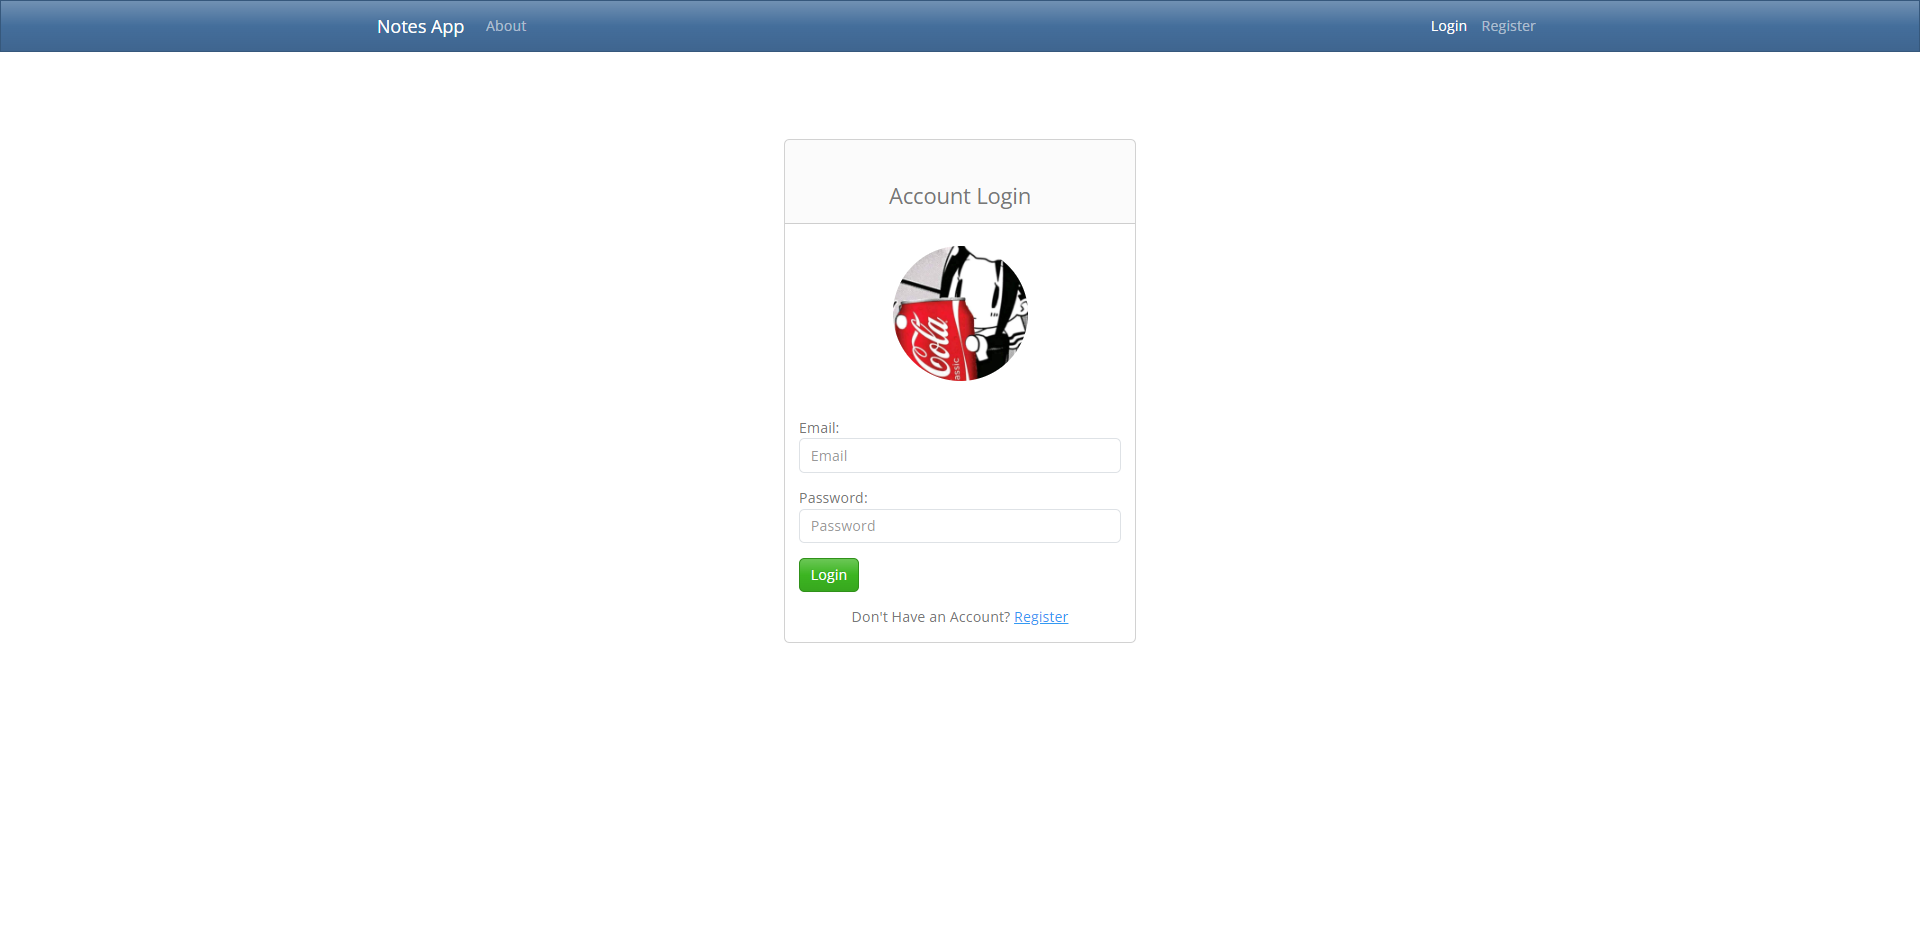 Notes App About Login Register
Account Login
Cola
assic
Email:
Email
Password:
Password
Login
Don't Have an Account? Register